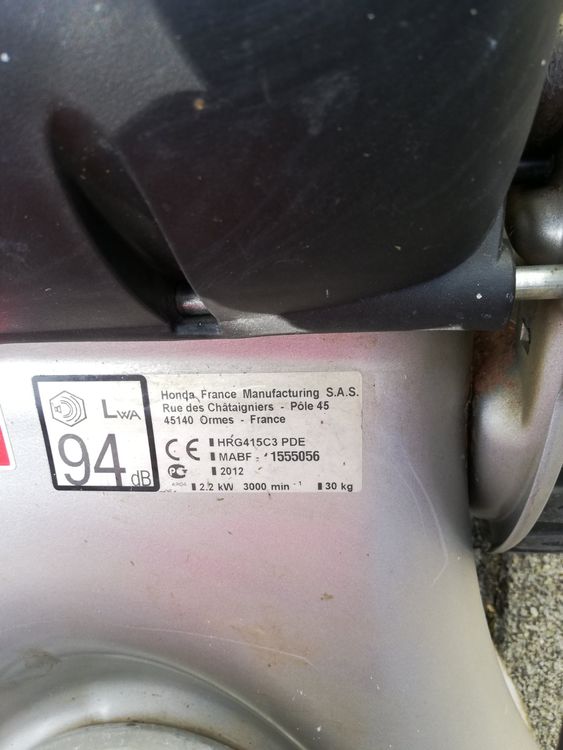 LWA
94 dB
Honda France Manufacturing S.A.S.
Rue des Châtaigniers - Pôle 45
45140 Ormes - France
CE
HRG415C3 PDE
MABF - 1555056
2012
2.2 kW 3000 min -1 30 kg